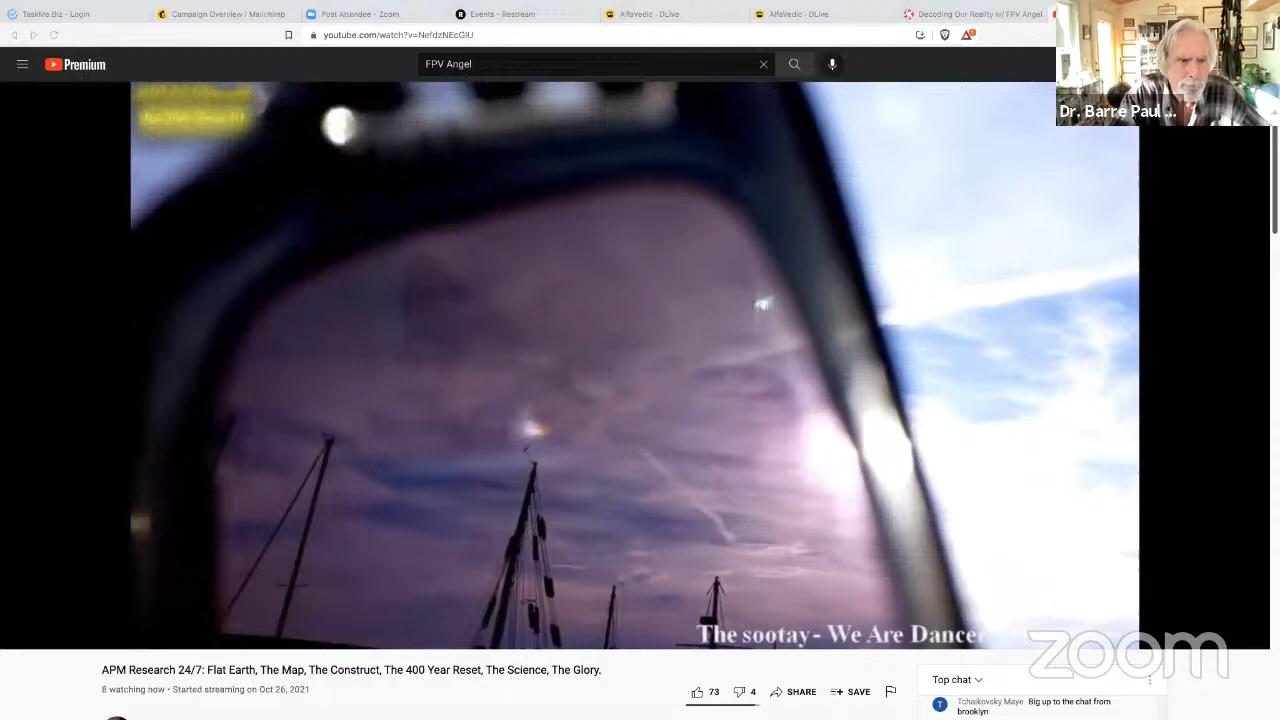 TaskMe.Biz - Login
Campaign Overview | Mailchimp
Post Attendee - Zoom
Events - Restream
AlfaVedic - DLive
AlfaVedic - DLive
Decoding Our Reality w/ FPV Angel
youtube.com/watch?v=NefdzNEcGIU
Premium
FPV Angel
Dr, Barre Paul ...
The sootay - We Are Dancer
zoom
APM Research 24/7: Flat Earth, The Map, The Construct, The 400 Year Reset, The Science, The Glory.
8 watching now • Started streaming on Oct 26, 2021
73
4
SHARE
SAVE
Top chat
T
Tchaikovsky Maye Big up to the chat from
brooklyn